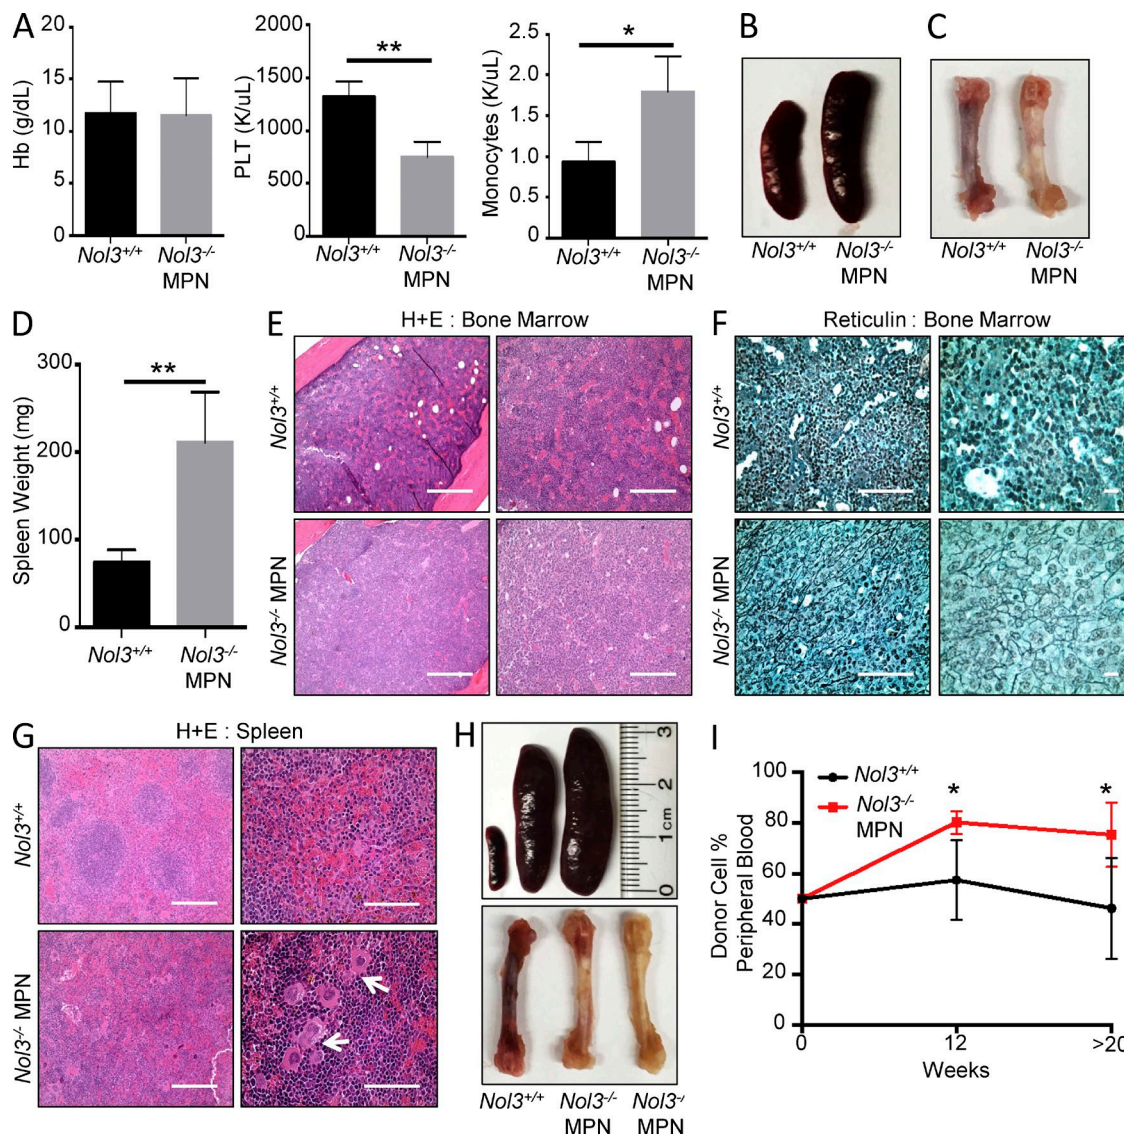 A
20
15
10
5
0
Hb (g/dL)
Nol3+/+
Nol3-/-
MPN
2000
1500
1000
500
0
PLT (K/uL)
**
Nol3+/+
Nol3-/-
MPN
2.5
2.0
1.5
1.0
0.5
0.0
Monocytes (K/uL)
*
Nol3+/+
Nol3-/-
MPN
B
Nol3+/+
Nol3-/-
MPN
C
Nol3+/+
Nol3-/-
MPN
D
300
200
100
0
Spleen Weight (mg)
**
Nol3+/+
Nol3-/-
MPN
E
H+E : Bone Marrow
Nol3+/+
Nol3-/- MPN
F
Reticulin : Bone Marrow
Nol3+/+
Nol3-/- MPN
G
H+E : Spleen
Nol3+/+
Nol3-/- MPN
H
3
2
1 cm
0
Nol3+/+
Nol3-/-
MPN
Nol3-/
MPN
I
100
80
60
40
20
0
Donor Cell %
Peripheral Blood
Nol3+/+
Nol3-/-
MPN
*
*
0
12
>20
Weeks